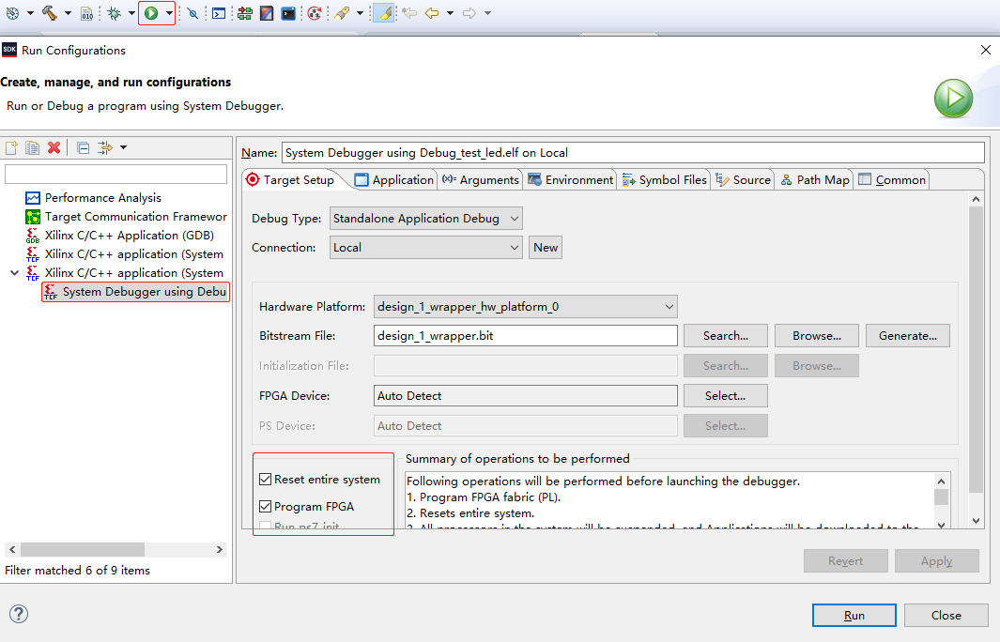 SDK Run Configurations
Create, manage, and run configurations
Run or Debug a program using System Debugger.
Name: System Debugger using Debug_test_led.elf on Local
Target Setup Application Arguments Environment Symbol Files Source Path Map Common
Performance Analysis
Target Communication Framewor
Xilinx C/C++ Application (GDB)
Xilinx C/C++ application (System
Xilinx C/C++ application (System
System Debugger using Debu
Debug Type: Standalone Application Debug
Connection: Local New
Hardware Platform: design_1_wrapper_hw_platform_0
Bitstream File: design_1_wrapper.bit Search... Browse... Generate...
Initialization File: Search... Browse...
FPGA Device: Auto Detect Select...
PS Device: Auto Detect Select...
Reset entire system
Program FPGA
Run ps7_init
Summary of operations to be performed
Following operations will be performed before launching the debugger.
1. Program FPGA fabric (PL).
2. Resets entire system.
3. All processors in the system will be suspended, and Applications will be downloaded to the
Filter matched 6 of 9 items
Revert Apply
Run Close